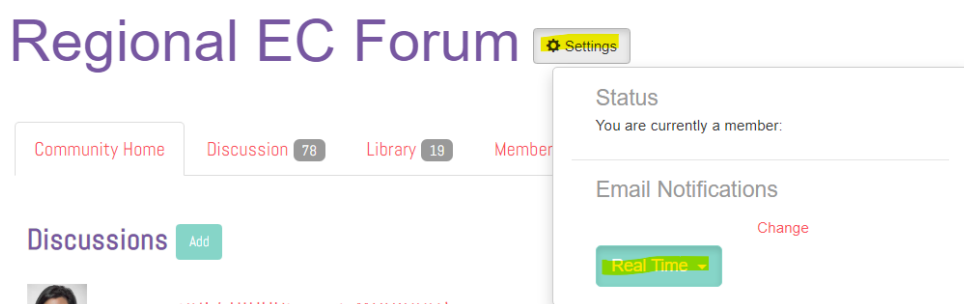 Regional EC Forum Settings
Status
You are currently a member:
Community Home Discussion 78 Library 19 Member
Email Notifications
Change
Discussions Add
Real Time